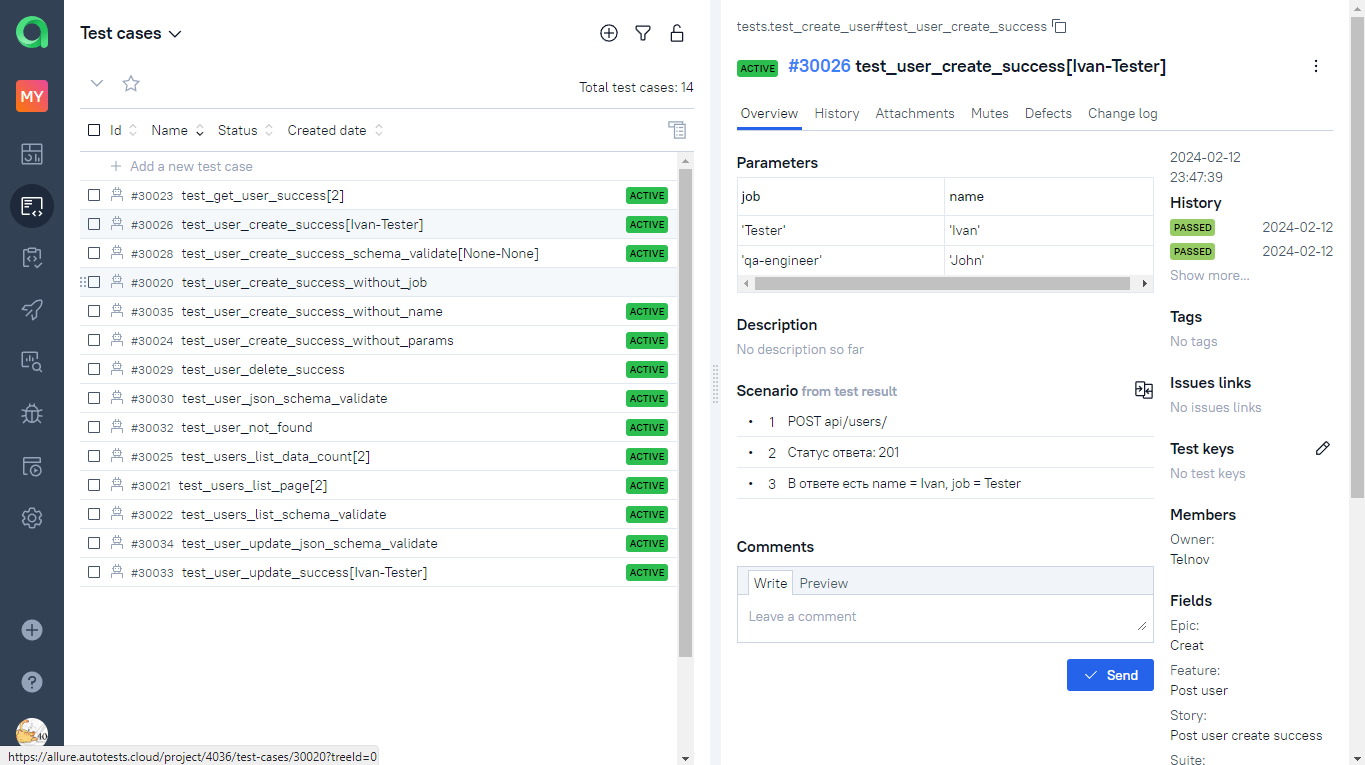 MY
Test cases
Total test cases: 14
Id Name Status Created date
Add a new test case
#30023 test_get_user_success[2] ACTIVE
#30026 test_user_create_success[Ivan-Tester] ACTIVE
#30028 test_user_create_success_schema_validate[None-None] ACTIVE
#30020 test_user_create_success_without_job
#30035 test_user_create_success_without_name ACTIVE
#30024 test_user_create_success_without_params ACTIVE
#30029 test_user_delete_success ACTIVE
#30030 test_user_json_schema_validate ACTIVE
#30032 test_user_not_found ACTIVE
#30025 test_users_list_data_count[2] ACTIVE
#30021 test_users_list_page[2] ACTIVE
#30022 test_users_list_schema_validate ACTIVE
#30034 test_user_update_json_schema_validate ACTIVE
#30033 test_user_update_success[Ivan-Tester] ACTIVE
https://allure.autotests.cloud/project/4036/test-cases/30020?treeId=0
tests.test_create_user#test_user_create_success
ACTIVE #30026 test_user_create_success[Ivan-Tester]
Overview History Attachments Mutes Defects Change log
Parameters
job name
'Tester' 'Ivan'
'qa-engineer' 'John'
Description
No description so far
Scenario from test result
1 POST api/users/
2 Статус ответа: 201
3 В ответе есть name = Ivan, job = Tester
Comments
Write Preview
Leave a comment
Send
2024-02-12
23:47:39
History
PASSED 2024-02-12
PASSED 2024-02-12
Show more...
Tags
No tags
Issues links
No issues links
Test keys
No test keys
Members
Owner:
Telnov
Fields
Epic:
Creat
Feature:
Post user
Story:
Post user create success
Suite: